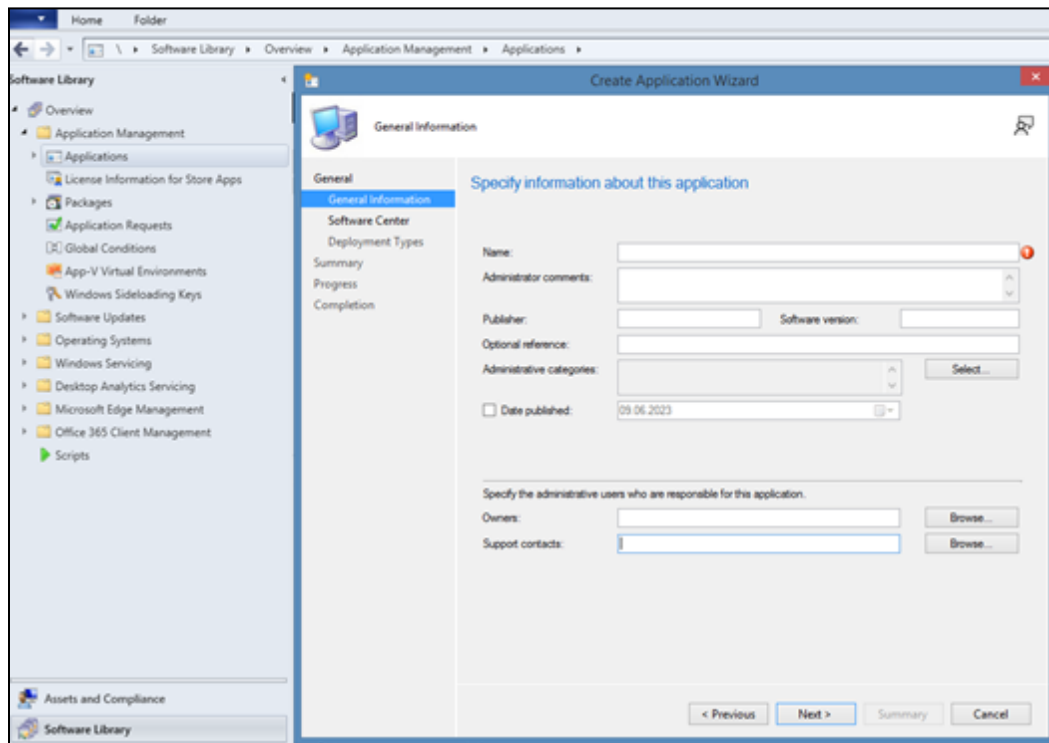 Home Folder
\ Software Library Overview Application Management Applications
Software Library
Overview
Application Management
Applications
License Information for Store Apps
Packages
Application Requests
Global Conditions
App-V Virtual Environments
Windows Sideloading Keys
Software Updates
Operating Systems
Windows Servicing
Desktop Analytics Servicing
Microsoft Edge Management
Office 365 Client Management
Scripts
Assets and Compliance
Software Library
Create Application Wizard
General Information
General
General Information
Software Center
Deployment Types
Summary
Progress
Completion
Specify information about this application
Name:
Administrator comments:
Publisher: Software version:
Optional reference:
Administrative categories: Select...
Date published: 09.06.2023
Specify the administrative users who are responsible for this application.
Owners: Browse...
Support contacts: Browse...
< Previous Next > Summary Cancel